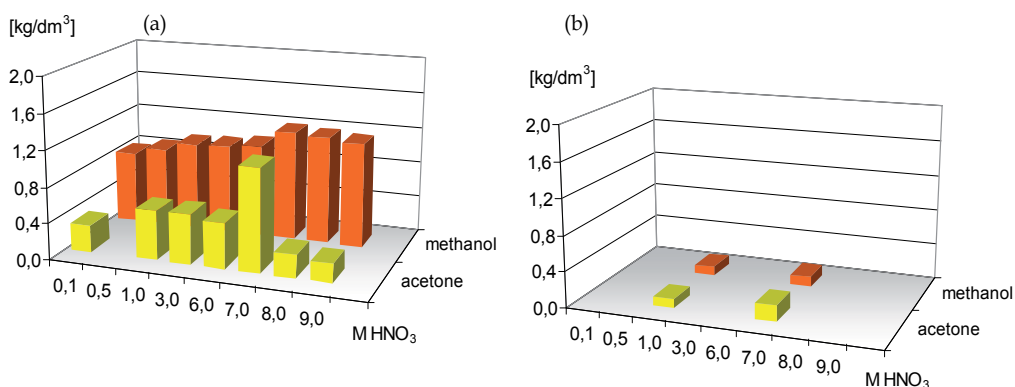 [kg/dm³]
(a)
2,0
1,6
1,2
0,8
0,4
0,0
0,1
0,5
1,0
3,0
6,0
7,0
8,0
9,0
M HNO₃
methanol
acetone
(b)
[kg/dm³]
2,0
1,6
1,2
0,8
0,4
0,0
0,1
0,5
1,0
3,0
6,0
7,0
8,0
9,0
M HNO₃
methanol
acetone